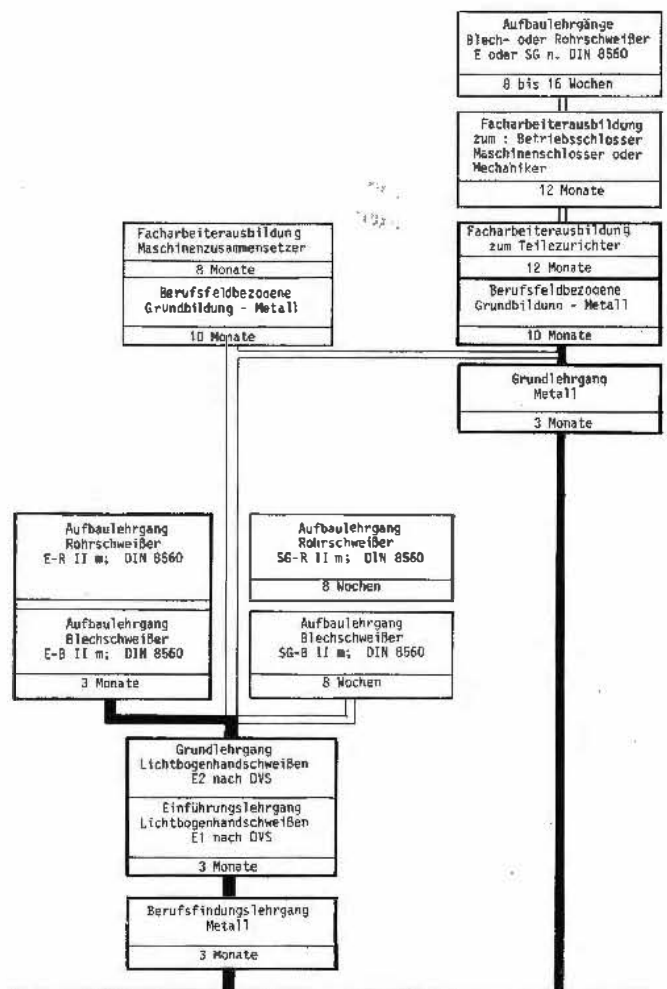 Aufbaulehrgänge
Blech- oder Rohrschweißer
E oder SG n. DIN 8560
8 bis 16 Wochen
Facharbeiterausbildung
zum : Betriebsschlosser
Maschinenschlosser oder
Mechaniker
12 Monate
Facharbeiterausbildung
Maschinenzusammensetzer
8 Monate
Berufsfeldbezogene
Grundbildung - Metall
10 Monate
Facharbeiterausbildung
zum Teilezurichter
12 Monate
Berufsfeldbezogene
Grundbildung - Metall
10 Monate
Grundlehrgang
Metall
3 Monate
Aufbaulehrgang
Rohrschweißer
E-R II m; DIN 8560
Aufbaulehrgang
Blechschweißer
E-B II m; DIN 8560
3 Monate
Aufbaulehrgang
Rohrschweißer
SG-R II m; DIN 8560
8 Wochen
Aufbaulehrgang
Blechschweißer
SG-B II m; DIN 8560
8 Wochen
Grundlehrgang
Lichtbogenhandschweißen
E2 nach DVS
Einführungslehrgang
Lichtbogenhandschweißen
E1 nach DVS
3 Monate
Berufsfindungslehrgang
Metall
3 Monate